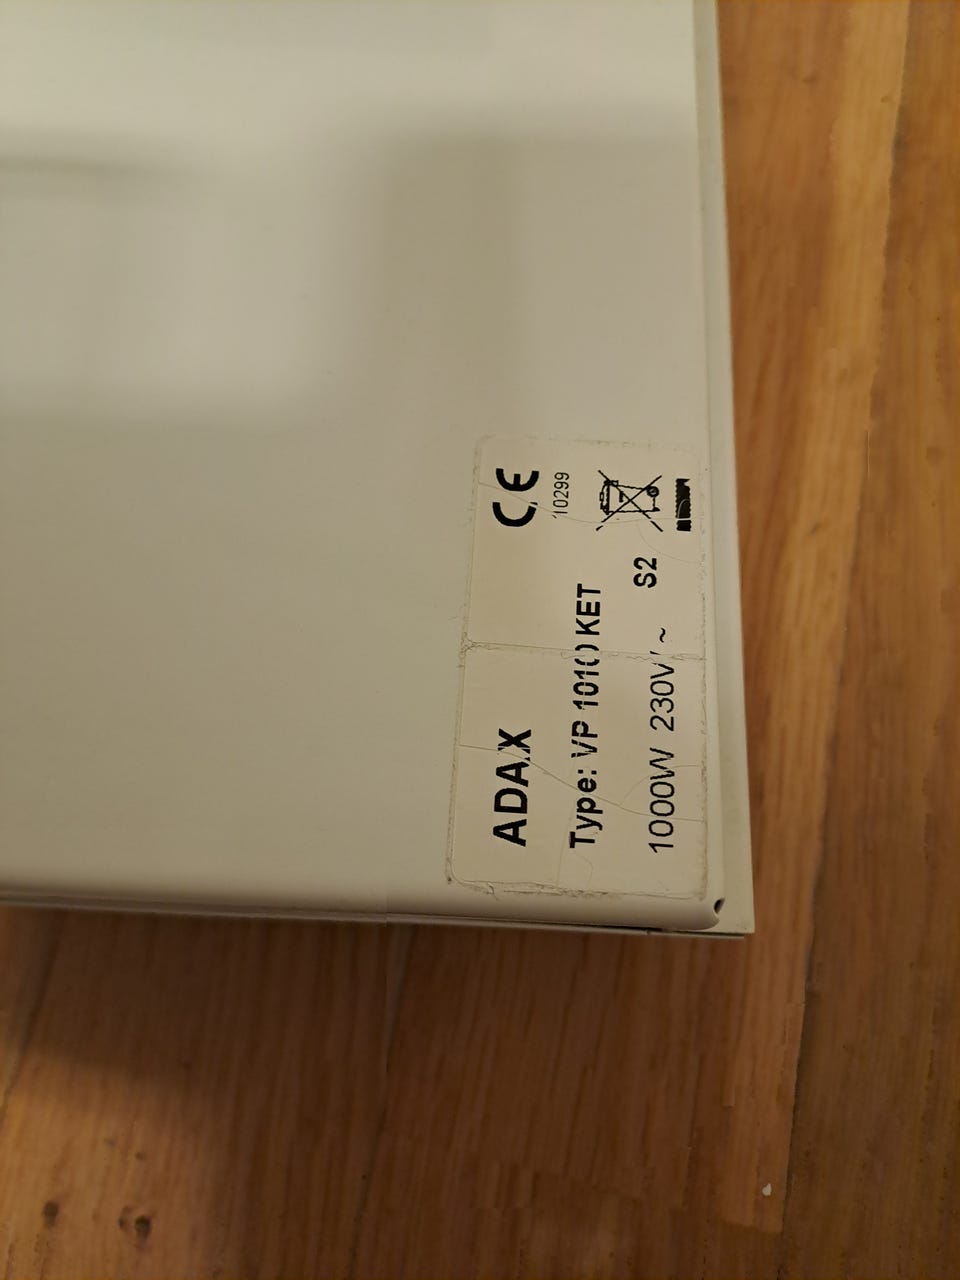 ADAX
CE
10299
Type: VP 1010 KET
1000W 230V ~ S2